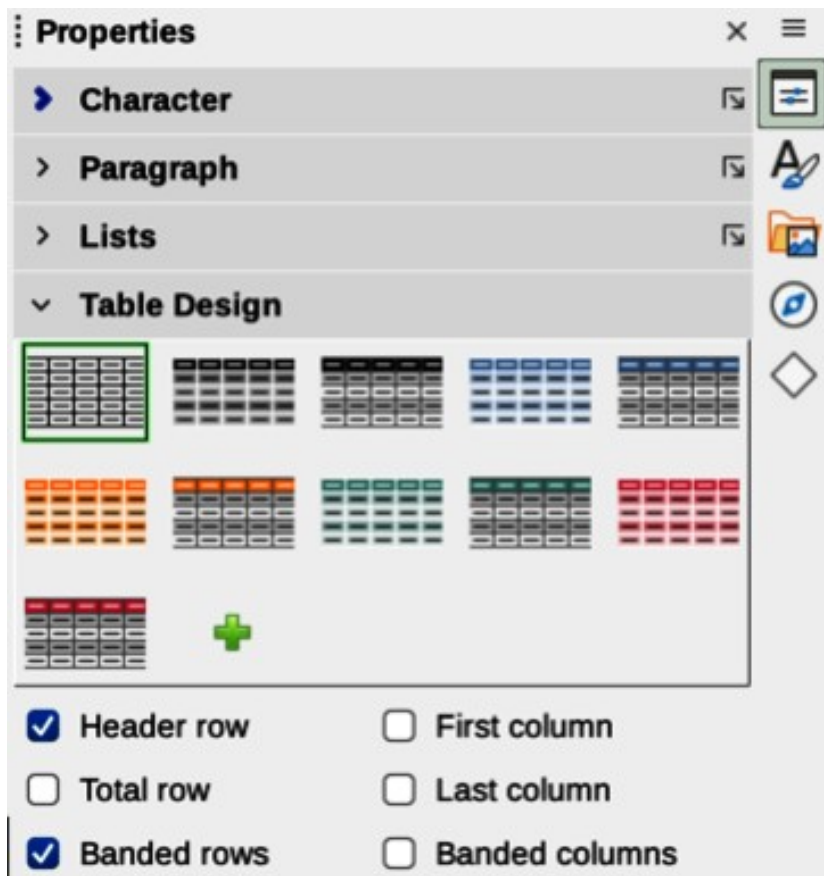 Properties
Character
Paragraph
Lists
Table Design
Header row First column
Total row Last column
Banded rows Banded columns